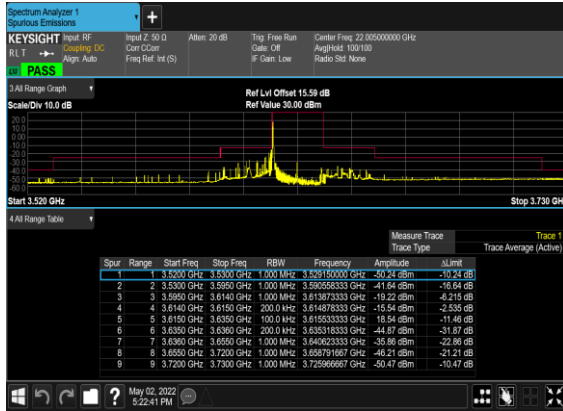 Spectrum Analyzer 1
Spurious Emissions
KEYSIGHT Input: RF Input Z: 50 Ω Atten: 20 dB Trig: Free Run Center Freq: 22.005000000 GHz
RLT Coupling: DC Corr CCorr Gate: Off Avg|Hold: 100/100
Align: Auto Freq Ref: Int (S) IF Gain: Low Radio Std: None
PASS
3 All Range Graph
Ref Lvl Offset 15.59 dB
Scale/Div 10.0 dB Ref Value 30.00 dBm
20.0
10.0
0.00
-10.0
-20.0
-30.0
-40.0
-50.0
-60.0
Start 3.520 GHz Stop 3.730 GH
4 All Range Table
Measure Trace Trace 1
Trace Type Trace Average (Active)
Spur Range Start Freq Stop Freq RBW Frequency Amplitude ΔLimit
1 1 3.5200 GHz 3.5300 GHz 1.000 MHz 3.529150000 GHz -50.24 dBm -10.24 dB
2 2 3.5300 GHz 3.5950 GHz 1.000 MHz 3.590558333 GHz -41.64 dBm -16.64 dB
3 3 3.5950 GHz 3.6140 GHz 1.000 MHz 3.613873333 GHz -19.22 dBm -6.215 dB
4 4 3.6140 GHz 3.6150 GHz 200.0 kHz 3.614878333 GHz -15.54 dBm -2.535 dB
5 5 3.6150 GHz 3.6350 GHz 100.0 kHz 3.615533333 GHz 18.54 dBm -11.46 dB
6 6 3.6350 GHz 3.6360 GHz 200.0 kHz 3.635318333 GHz -44.87 dBm -31.87 dB
7 7 3.6360 GHz 3.6550 GHz 1.000 MHz 3.640623333 GHz -35.86 dBm -22.86 dB
8 8 3.6550 GHz 3.7200 GHz 1.000 MHz 3.658791667 GHz -46.21 dBm -21.21 dB
9 9 3.7200 GHz 3.7300 GHz 1.000 MHz 3.725966667 GHz -50.47 dBm -10.47 dB
? May 02, 2022
5:22:41 PM